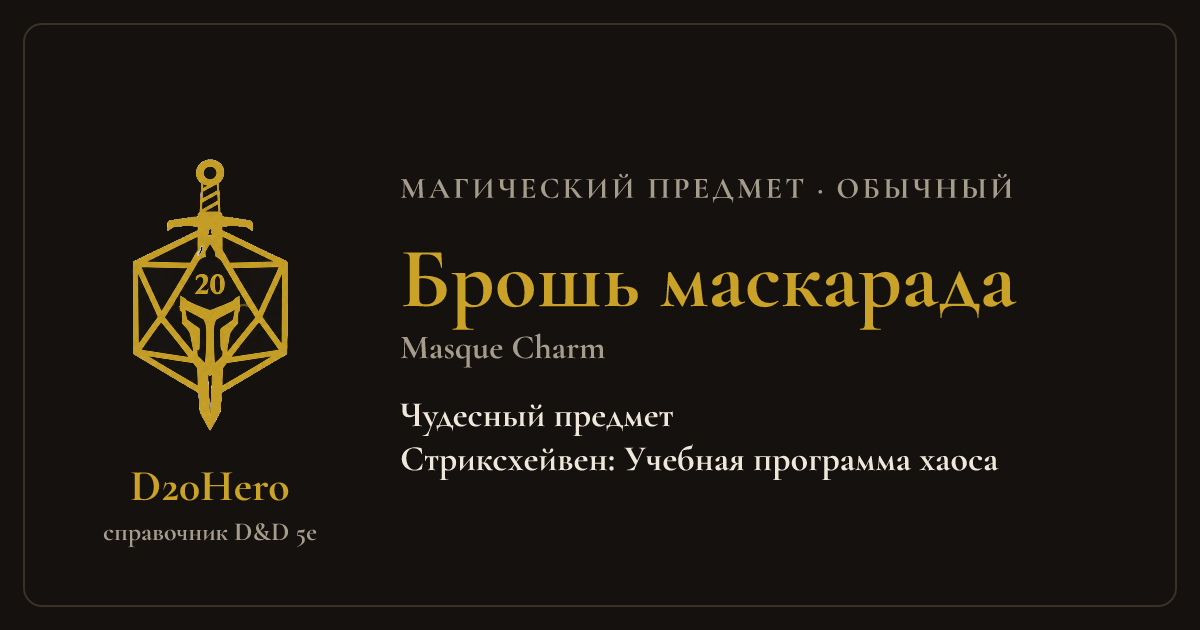 20
D20Hero
справочник D&D 5e
МАГИЧЕСКИЙ ПРЕДМЕТ · ОБЫЧНЫЙ
Брошь маскарада
Masque Charm
Чудесный предмет
Стриксхейвен: Учебная программа хаоса